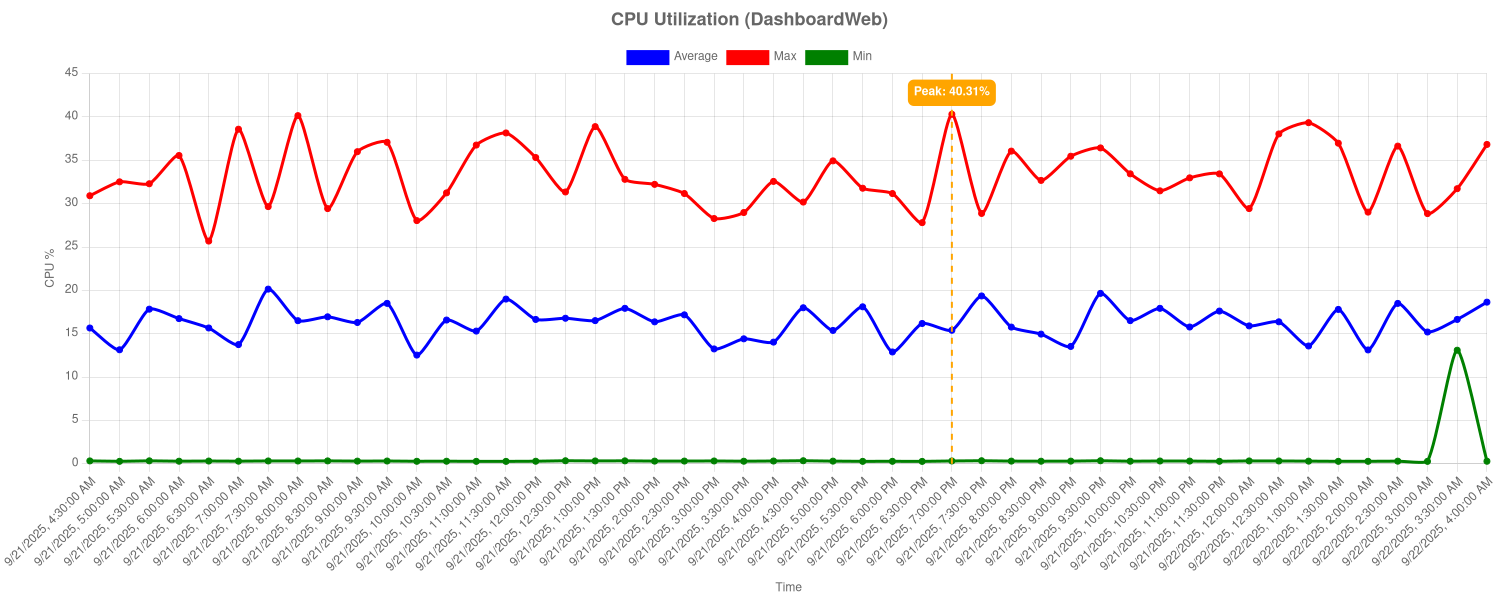 CPU Utilization (DashboardWeb)
Average
Max
Min
Peak: 40.31%
CPU %
45
40
35
30
25
20
15
10
5
0
9/21/2025, 4:30:00 AM
9/21/2025, 5:00:00 AM
9/21/2025, 5:30:00 AM
9/21/2025, 6:00:00 AM
9/21/2025, 6:30:00 AM
9/21/2025, 7:00:00 AM
9/21/2025, 7:30:00 AM
9/21/2025, 8:00:00 AM
9/21/2025, 8:30:00 AM
9/21/2025, 9:00:00 AM
9/21/2025, 9:30:00 AM
9/21/2025, 10:00:00 AM
9/21/2025, 10:30:00 AM
9/21/2025, 11:00:00 AM
9/21/2025, 11:30:00 AM
9/21/2025, 12:00:00 PM
9/21/2025, 12:30:00 PM
9/21/2025, 1:00:00 PM
9/21/2025, 1:30:00 PM
9/21/2025, 2:00:00 PM
9/21/2025, 2:30:00 PM
9/21/2025, 3:00:00 PM
9/21/2025, 3:30:00 PM
9/21/2025, 4:00:00 PM
9/21/2025, 4:30:00 PM
9/21/2025, 5:00:00 PM
9/21/2025, 5:30:00 PM
9/21/2025, 6:00:00 PM
9/21/2025, 6:30:00 PM
9/21/2025, 7:00:00 PM
9/21/2025, 7:30:00 PM
9/21/2025, 8:00:00 PM
9/21/2025, 8:30:00 PM
9/21/2025, 9:00:00 PM
9/21/2025, 9:30:00 PM
9/21/2025, 10:00:00 PM
9/21/2025, 10:30:00 PM
9/21/2025, 11:00:00 PM
9/21/2025, 11:30:00 PM
9/22/2025, 12:00:00 AM
9/22/2025, 12:30:00 AM
9/22/2025, 1:00:00 AM
9/22/2025, 1:30:00 AM
9/22/2025, 2:00:00 AM
9/22/2025, 2:30:00 AM
9/22/2025, 3:00:00 AM
9/22/2025, 3:30:00 AM
9/22/2025, 4:00:00 AM
Time